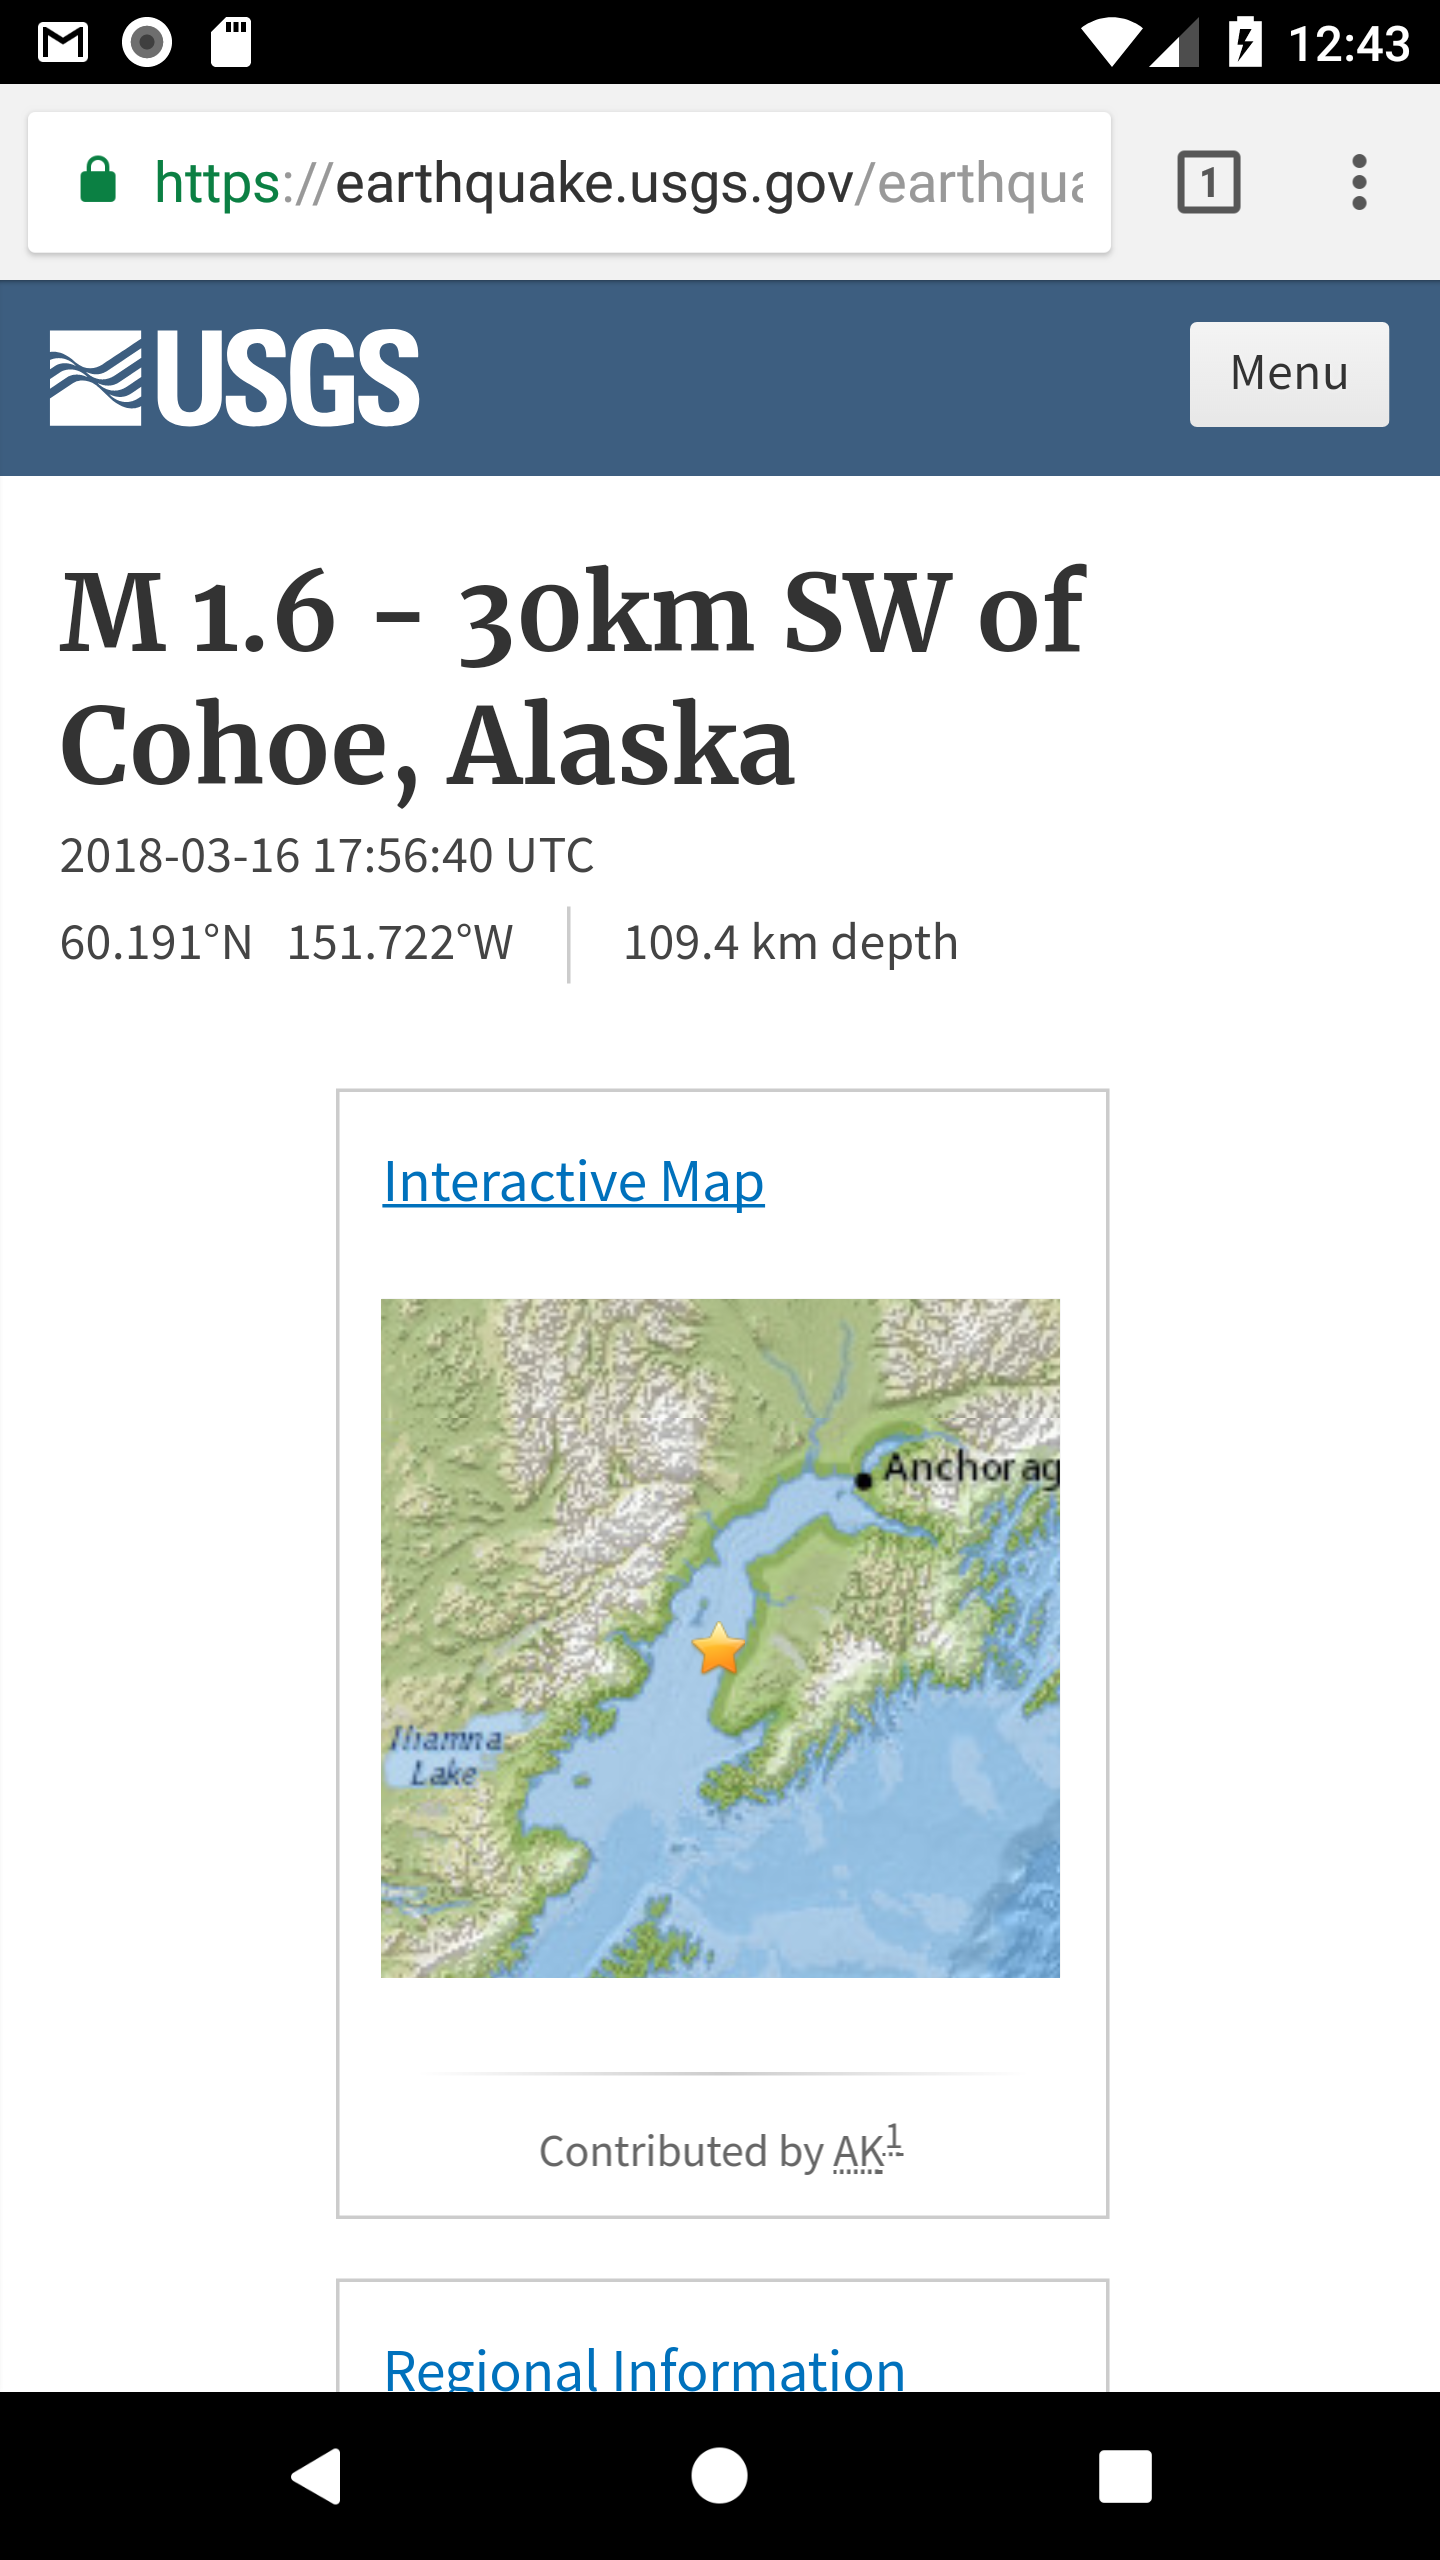 12:43
https://earthquake.usgs.gov/earthqua
1
USGS
Menu
M 1.6 - 30km SW of
Cohoe, Alaska
2018-03-16 17:56:40 UTC
60.191°N 151.722°W 109.4 km depth
Interactive Map
Anchorag
Iliamna
Lake
Contributed by AK1
Regional Information